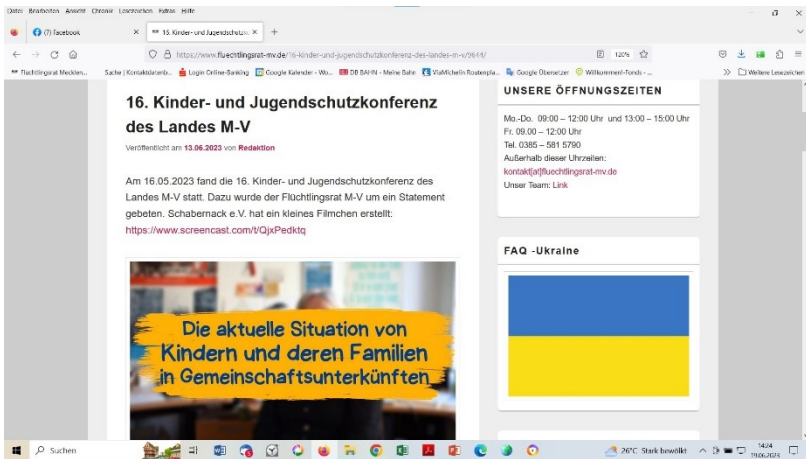 Datei Bearbeiten Ansicht Chronik Lesezeichen Extras Hilfe
(7) Facebook
15. Kinder- und Jugendschutzk
https://www.fluechtlingsrat-mv.de/16-kinder-und-jugendschutzkonferenz-des-landes-m-v/9644/
120%
Flüchtlingsrat Mecklen...
Sache | Kontaktdatenb...
Login Online-Banking
Google Kalender - Wo...
DB BAHN - Meine Bahn
ViaMichelin Routenpla...
Google Übersetzer
Willkommen!-Fonds - ...
Weitere Lesezeichen
16. Kinder- und Jugendschutzkonferenz
des Landes M-V
Veröffentlicht am 13.06.2023 von Redaktion
Am 16.05.2023 fand die 16. Kinder- und Jugendschutzkonferenz des
Landes M-V statt. Dazu wurde der Flüchtlingsrat M-V um ein Statement
gebeten. Schabernack e.V. hat ein kleines Filmchen erstellt:
https://www.screencast.com/t/QjxPedktq
Die aktuelle Situation von
Kindern und deren Familien
in Gemeinschaftsunterkünften
UNSERE ÖFFNUNGSZEITEN
Mo.-Do. 09:00 – 12:00 Uhr und 13:00 – 15:00 Uhr
Fr. 09.00 – 12:00 Uhr
Tel. 0385 – 581 5790
Außerhalb dieser Uhrzeiten:
kontakt[at]fluechtlingsrat-mv.de
Unser Team: Link
FAQ -Ukraine
Suchen
26°C Stark bewölkt
14:24
19.06.2023